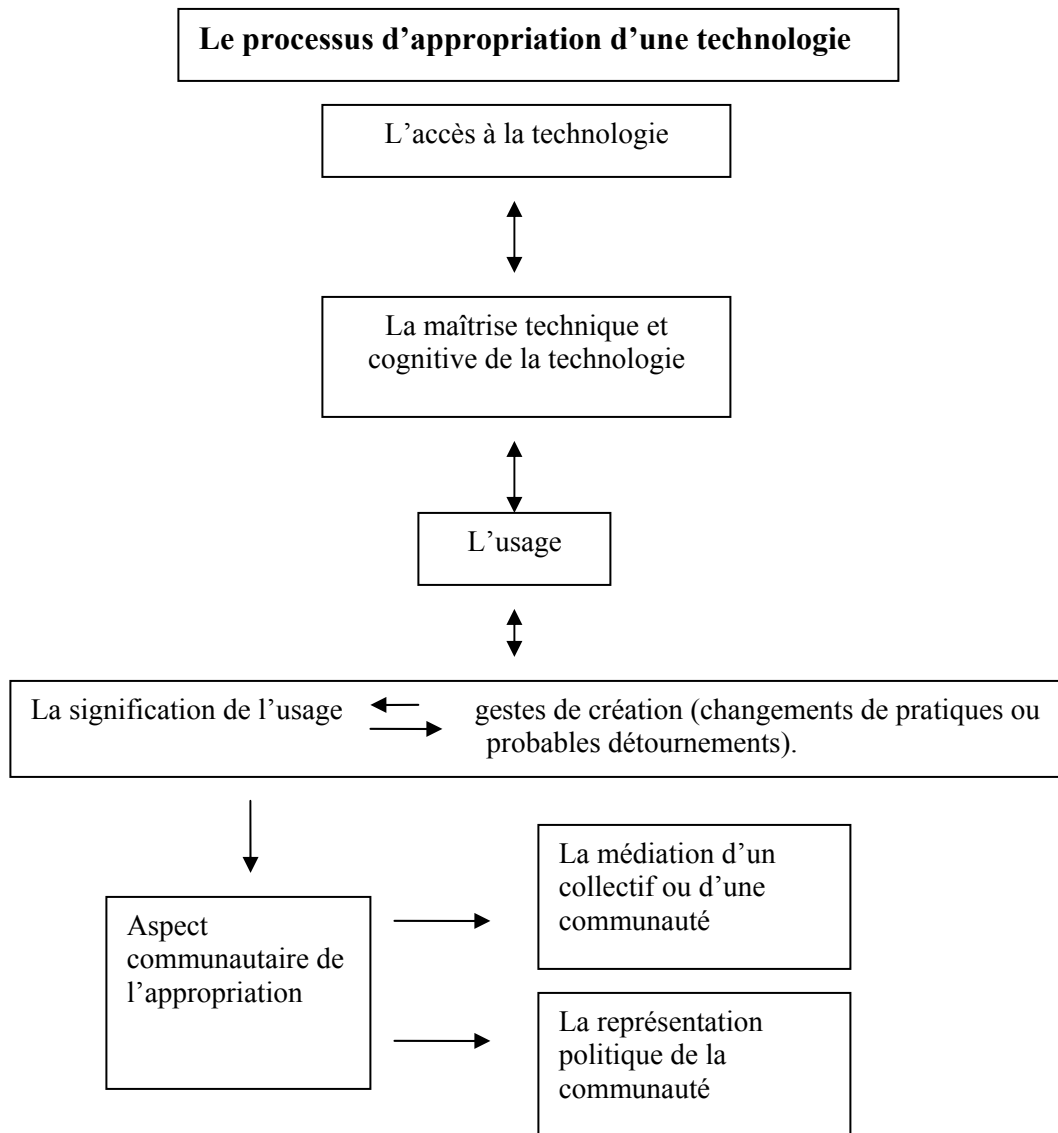 Le processus d’appropriation d’une technologie
L’accès à la technologie
La maîtrise technique et
cognitive de la technologie
L’usage
La signification de l’usage gestes de création (changements de pratiques ou
probables détournements).
Aspect
communautaire de
l’appropriation
La médiation d’un
collectif ou d’une
communauté
La représentation
politique de la
communauté